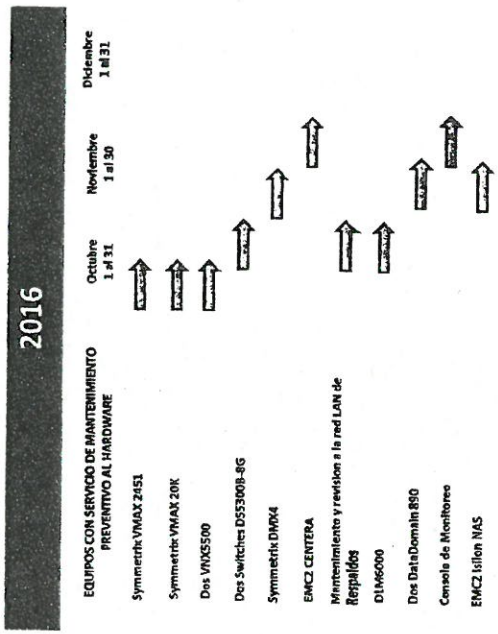 2016
EQUIPOS CON SERVICIO DE MANTENIMIENTO
PREVENTIVO AL HARDWARE
Octubre
1 al 31
Noviembre
1 al 30
Diciembre
1 al 31
Symmetrix VMAX 2451
Symmetrix VMAX 20K
Dos VNX5500
Dos Switches DS5300B-8G
Symmetrix DMX4
EMC2 CENTERA
Mantenimiento y revision a la red LAN de
Respaldos
DLM6000
Dos DataDomain 890
Consola de Monitoreo
EMC2 Isilon NAS